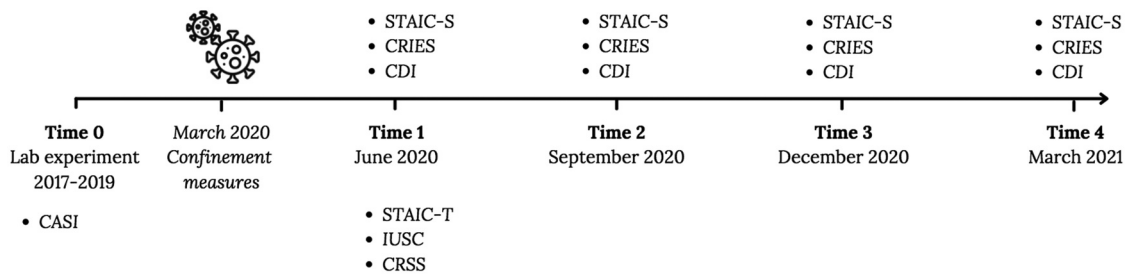 • STAIC-S
• CRIES
• CDI
• STAIC-S
• CRIES
• CDI
• STAIC-S
• CRIES
• CDI
• STAIC-S
• CRIES
• CDI
Time 0
Lab experiment
2017-2019
• CASI
March 2020
Confinement
measures
Time 1
June 2020
• STAIC-T
• IUSC
• CRSS
Time 2
September 2020
Time 3
December 2020
Time 4
March 2021